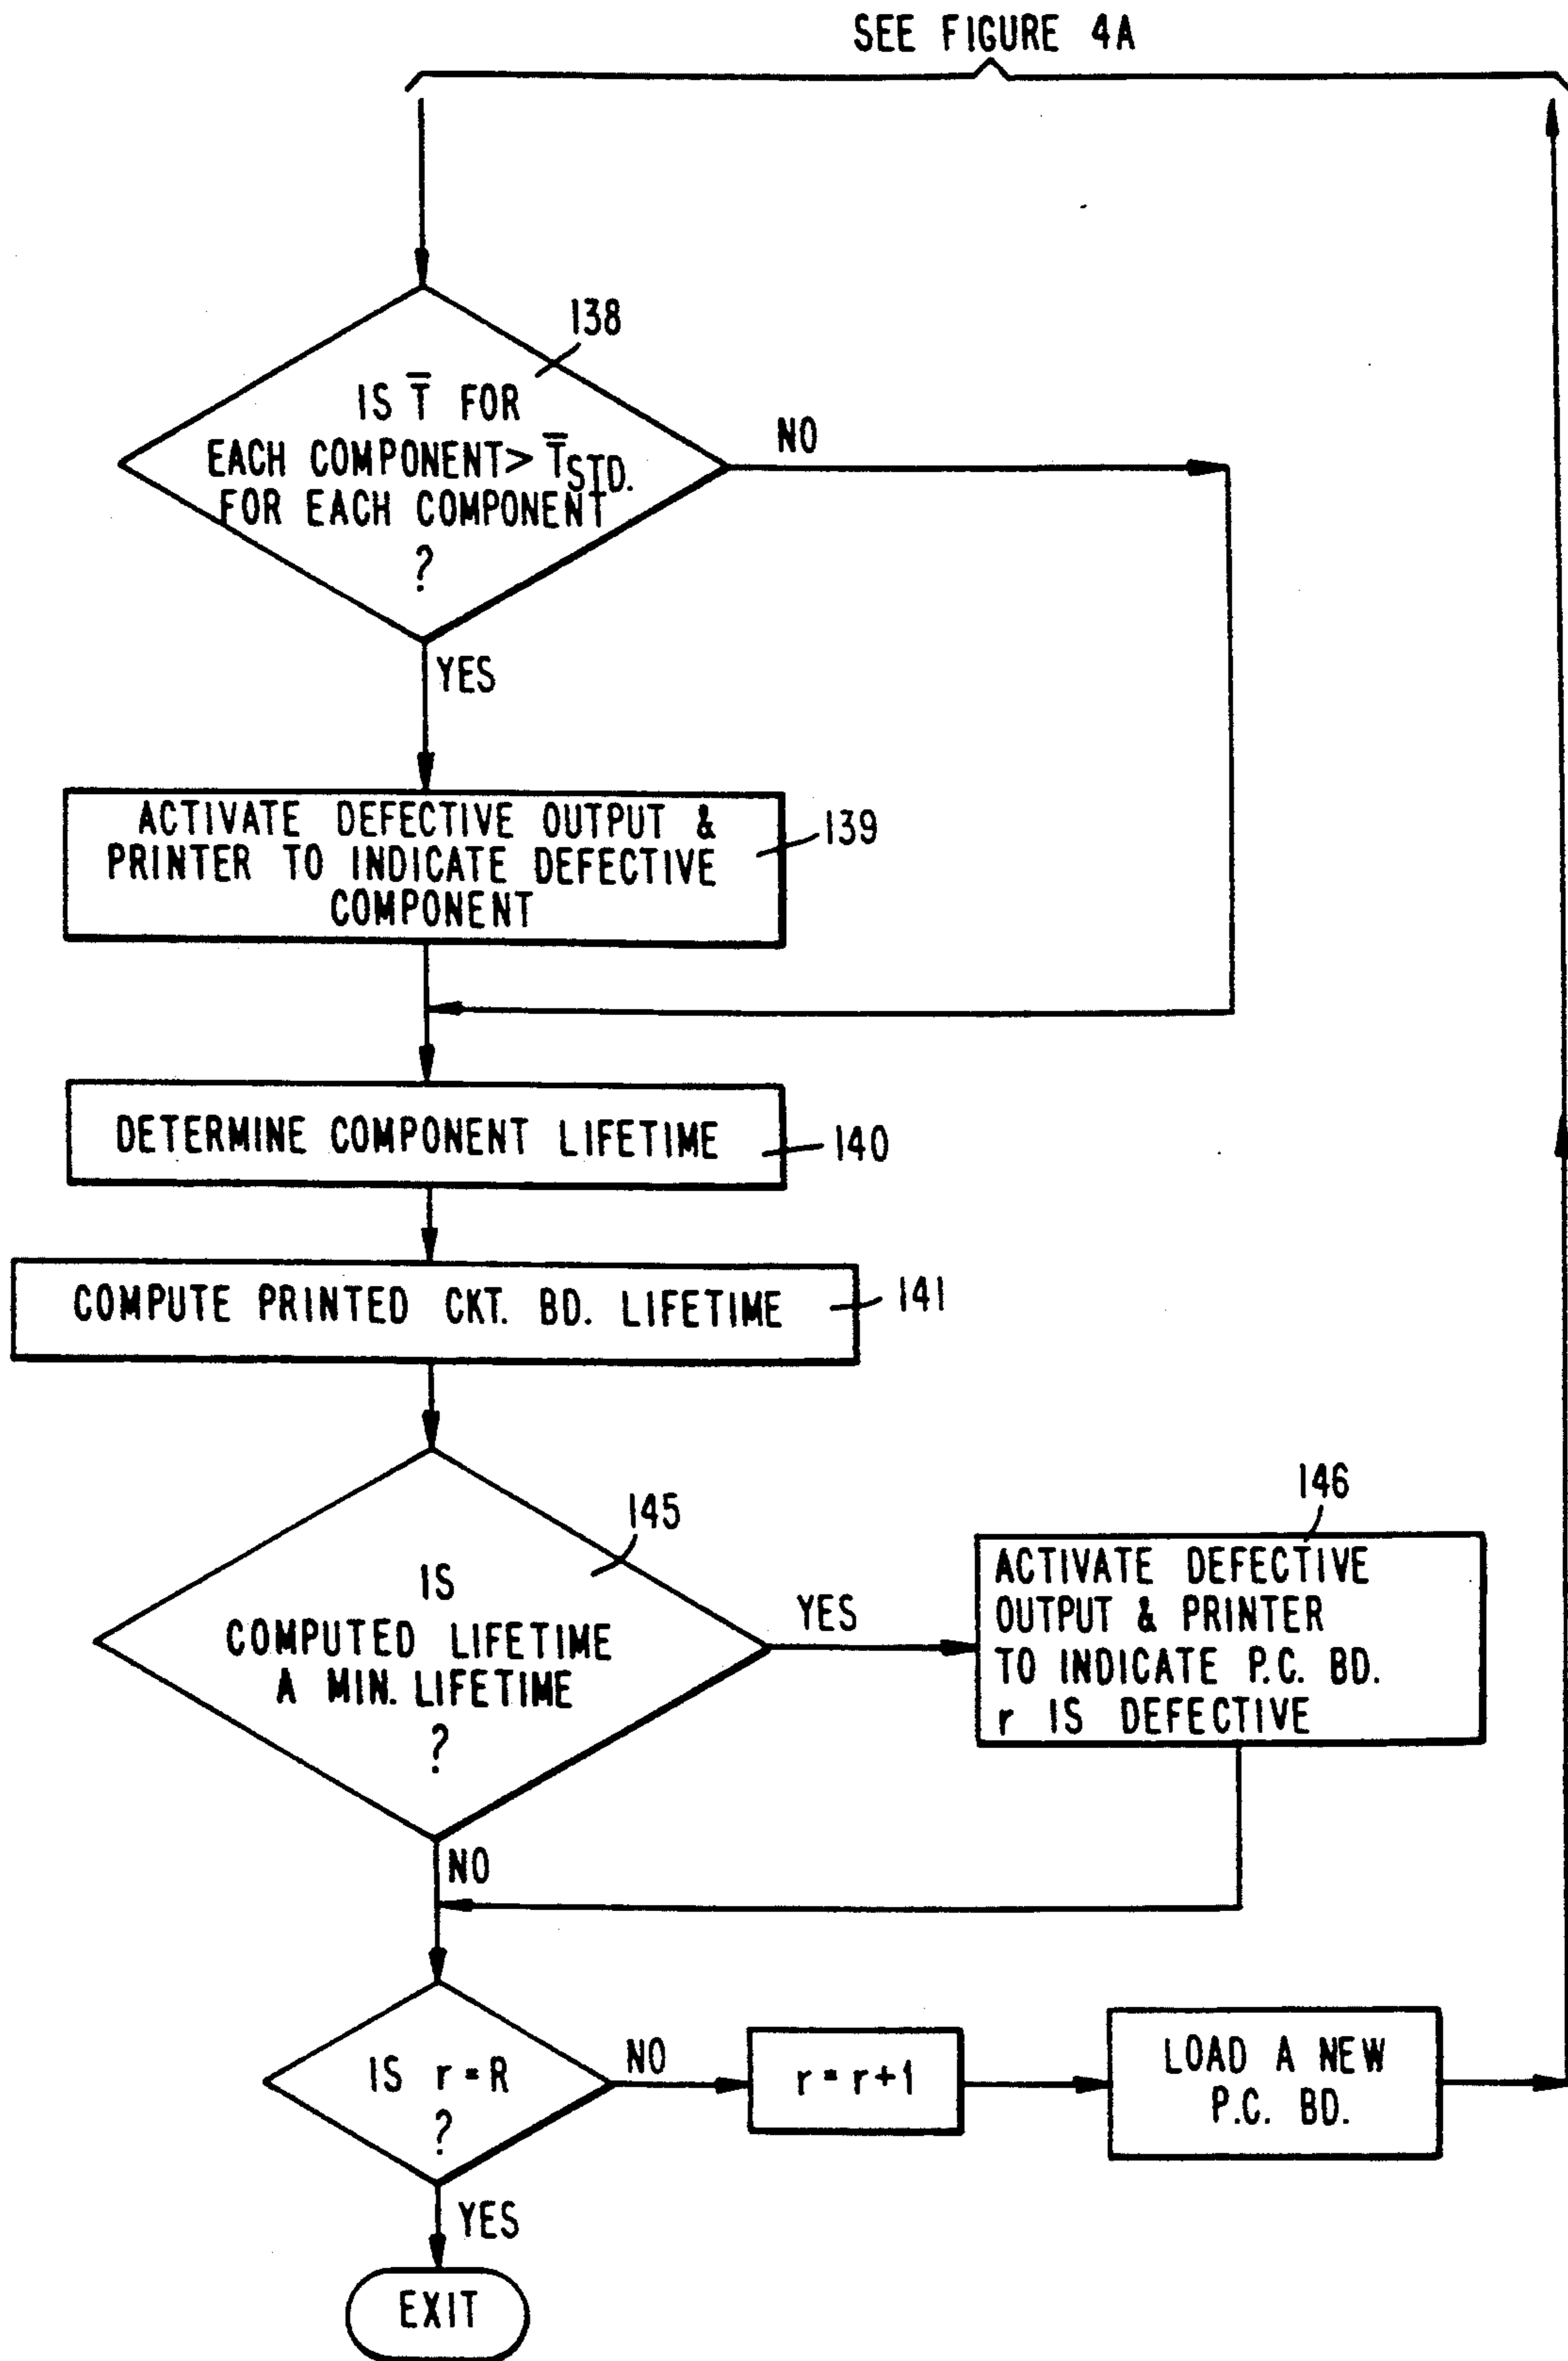 SEE FIGURE 4A
138
IS T̅ FOR
EACH COMPONENT> T̅STD.
FOR EACH COMPONENT
?
NO
YES
ACTIVATE DEFECTIVE OUTPUT &
PRINTER TO INDICATE DEFECTIVE
COMPONENT
139
DETERMINE COMPONENT LIFETIME
140
COMPUTE PRINTED CKT. BD. LIFETIME
141
145
IS
COMPUTED LIFETIME
A MIN. LIFETIME
?
YES
146
ACTIVATE DEFECTIVE
OUTPUT & PRINTER
TO INDICATE P.C. BD.
r IS DEFECTIVE
NO
IS r=R
?
NO
r=r+1
LOAD A NEW
P.C. BD.
YES
EXIT